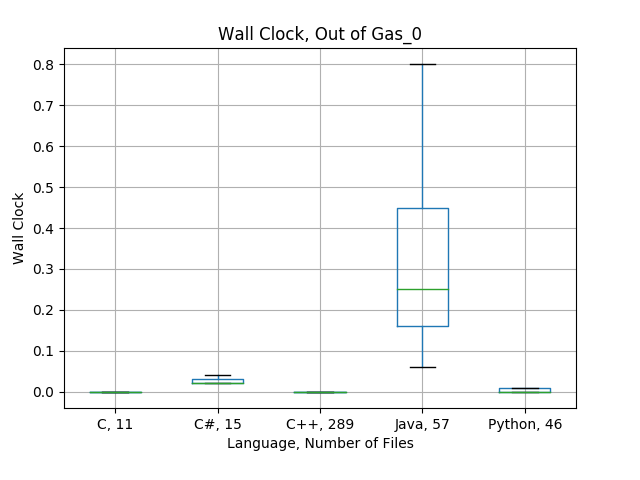 Wall Clock, Out of Gas_0
0.8
0.7
0.6
0.5
0.4
0.3
0.2
0.1
0.0
Wall Clock
C, 11 C#, 15 C++, 289 Java, 57 Python, 46
Language, Number of Files